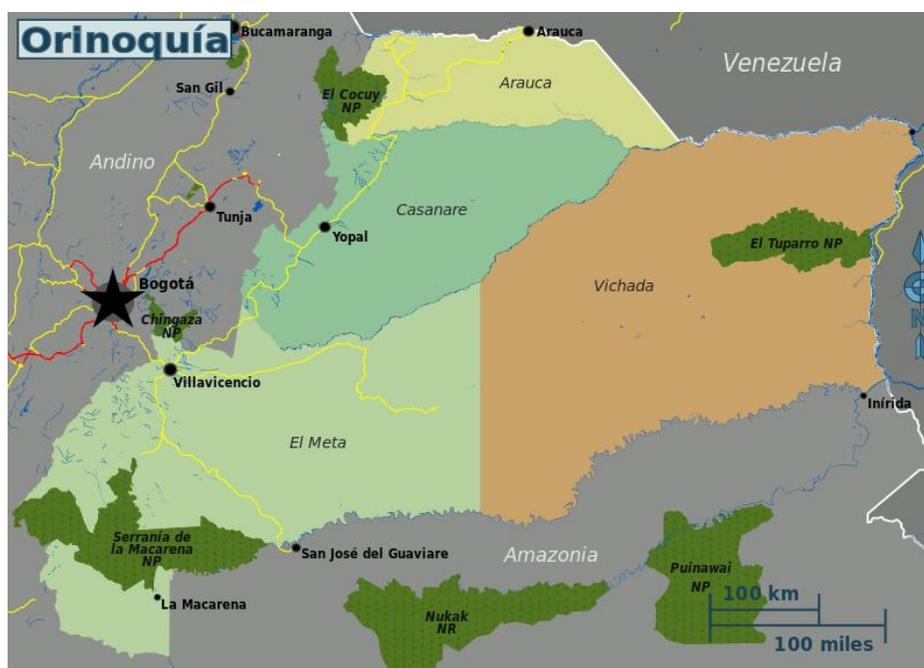 Orinoquía
Bucamaranga
Arauca
Venezuela
San Gil
El Cocuy
NP
Arauca
Andino
Casanare
Tunja
Yopal
El Tuparro NP
Bogotá
Vichada
Chingaza
NP
N
Villavicencio
Inírida
El Meta
Serranía de
la Macarena
NP
San José del Guaviare
Amazonia
Puinawai
NP
La Macarena
100 km
Nukak
NR
100 miles